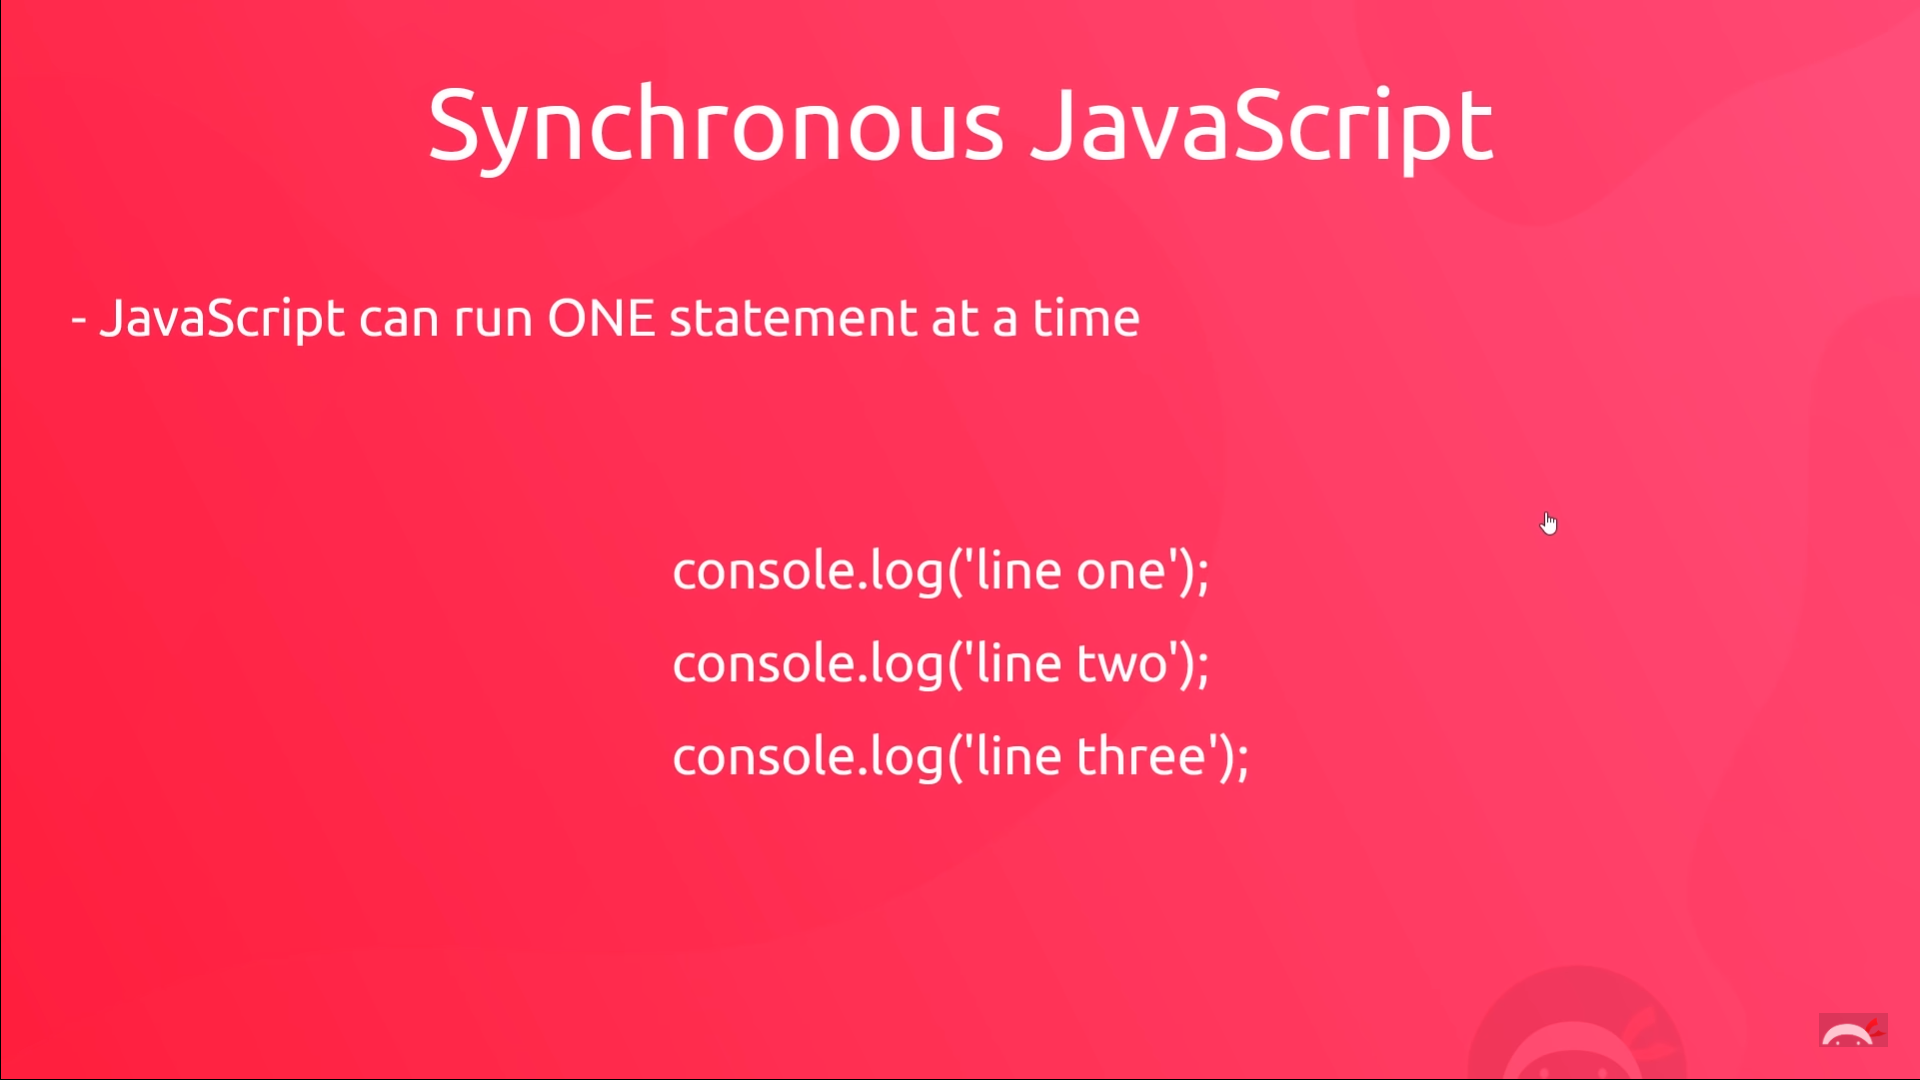 Synchronous JavaScript
- JavaScript can run ONE statement at a time
console.log('line one');
console.log('line two');
console.log('line three');